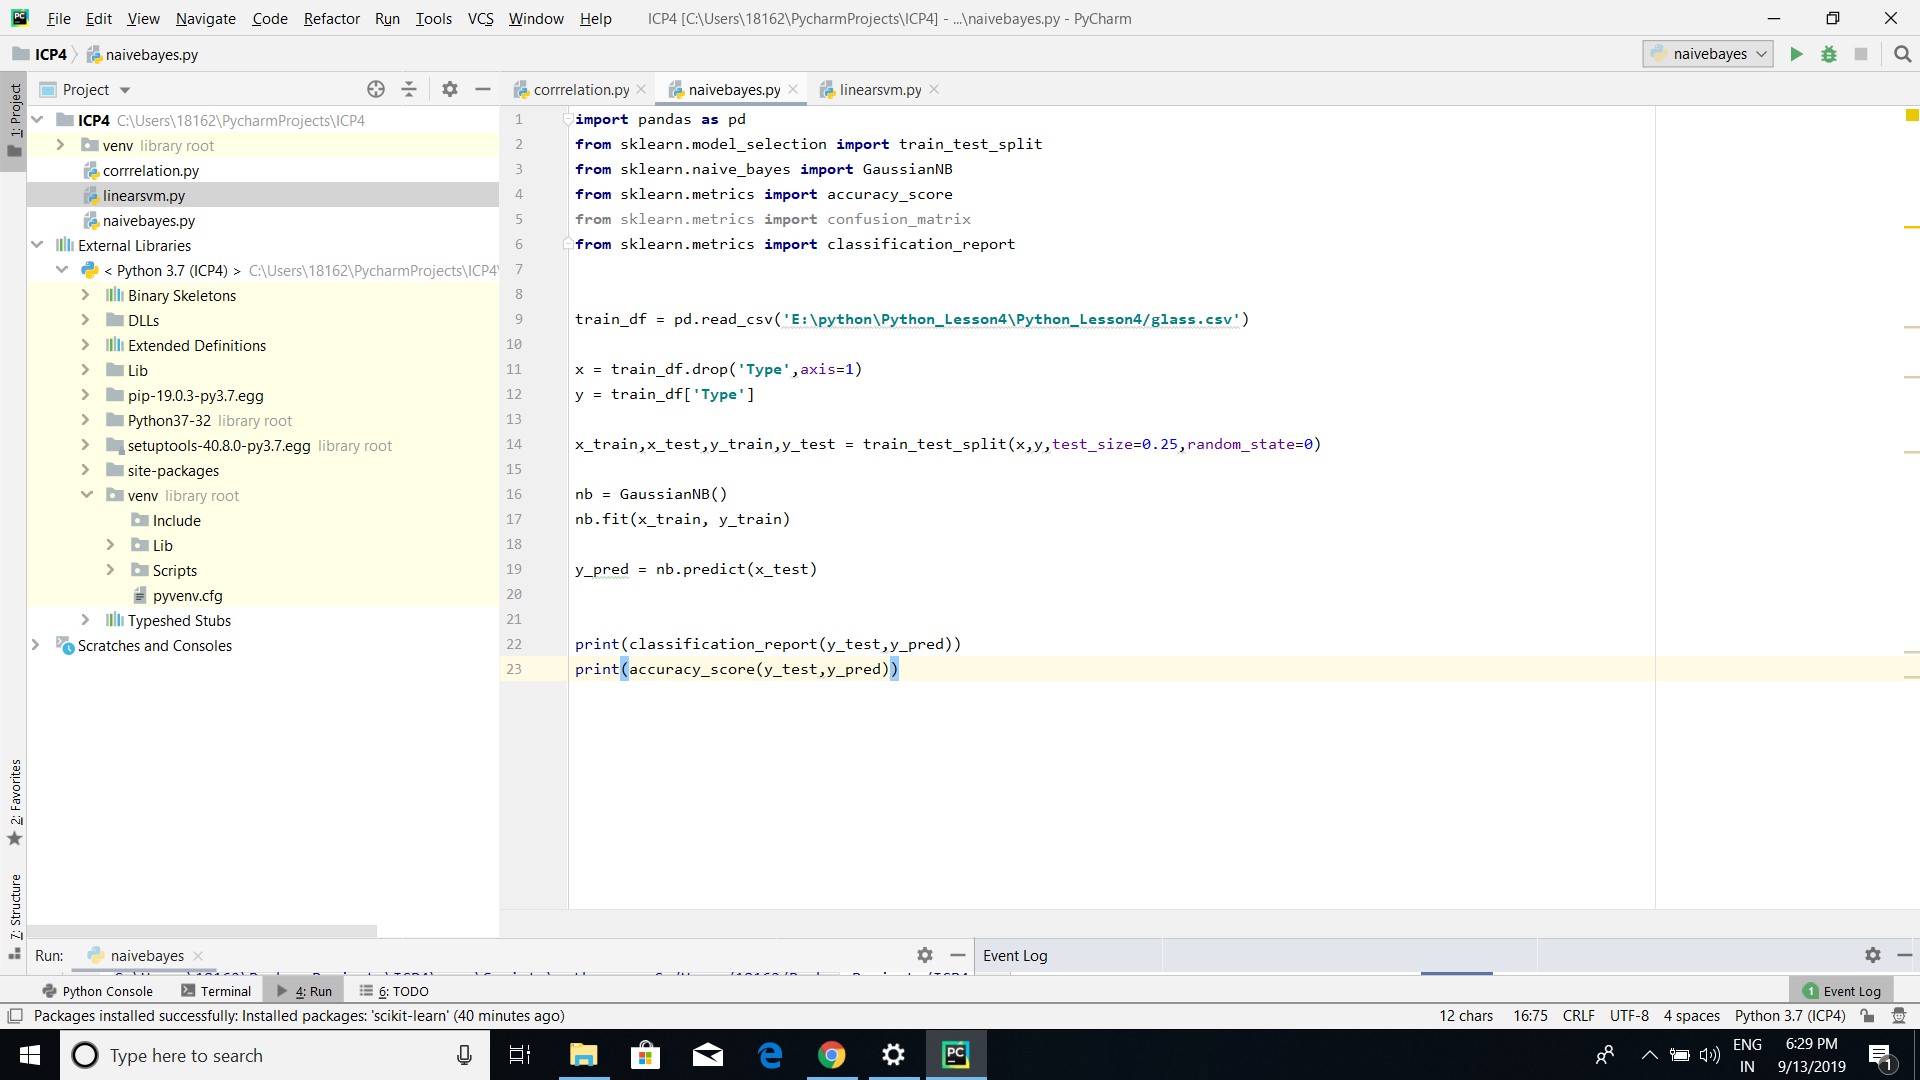 File Edit View Navigate Code Refactor Run Tools VCS Window Help ICP4 [C:\Users\18162\PycharmProjects\ICP4] - ...\naivebayes.py - PyCharm
ICP4 naivebayes.py naivebayes
1: Project
Project
ICP4 C:\Users\18162\PycharmProjects\ICP4
venv library root
corrrelation.py
linearsvm.py
naivebayes.py
External Libraries
< Python 3.7 (ICP4) > C:\Users\18162\PycharmProjects\ICP4\
Binary Skeletons
DLLs
Extended Definitions
Lib
pip-19.0.3-py3.7.egg
Python37-32 library root
setuptools-40.8.0-py3.7.egg library root
site-packages
venv library root
Include
Lib
Scripts
pyvenv.cfg
Typeshed Stubs
Scratches and Consoles
2: Favorites
7: Structure
corrrelation.py naivebayes.py linearsvm.py
1 import pandas as pd
2 from sklearn.model_selection import train_test_split
3 from sklearn.naive_bayes import GaussianNB
4 from sklearn.metrics import accuracy_score
5 from sklearn.metrics import confusion_matrix
6 from sklearn.metrics import classification_report
7
8
9 train_df = pd.read_csv('E:\python\Python_Lesson4\Python_Lesson4/glass.csv')
10
11 x = train_df.drop('Type',axis=1)
12 y = train_df['Type']
13
14 x_train,x_test,y_train,y_test = train_test_split(x,y,test_size=0.25,random_state=0)
15
16 nb = GaussianNB()
17 nb.fit(x_train, y_train)
18
19 y_pred = nb.predict(x_test)
20
21
22 print(classification_report(y_test,y_pred))
23 print(accuracy_score(y_test,y_pred))
Run: naivebayes
Event Log
Python Console Terminal 4: Run 6: TODO 1 Event Log
Packages installed successfully: Installed packages: 'scikit-learn' (40 minutes ago) 12 chars 16:75 CRLF UTF-8 4 spaces Python 3.7 (ICP4)
Type here to search
ENG
IN
6:29 PM
9/13/2019
1